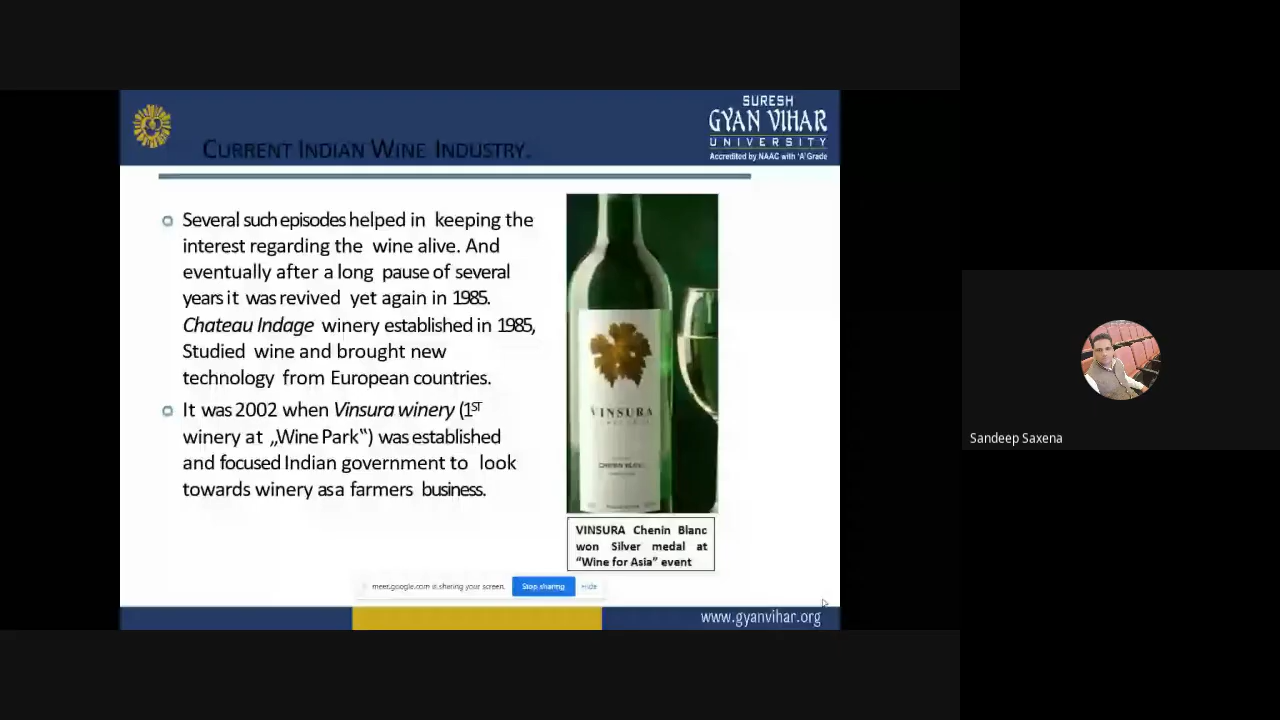 SURESH
GYAN VIHAR
UNIVERSITY
Accredited by NAAC with 'A' Grade
CURRENT INDIAN WINE INDUSTRY.
Several such episodes helped in keeping the
interest regarding the wine alive. And
eventually after a long pause of several
years it was revived yet again in 1985.
Chateau Indage winery established in 1985,
Studied wine and brought new
technology from European countries.
It was 2002 when Vinsura winery (1ST
winery at „Wine Park‟) was established
and focused Indian government to look
towards winery as a farmers business.
VINSURA
CHENIN BLANC
VINSURA Chenin Blanc
won Silver medal at
“Wine for Asia” event
meet.google.com is sharing your screen. Stop sharing Hide
www.gyanvihar.org
Sandeep Saxena